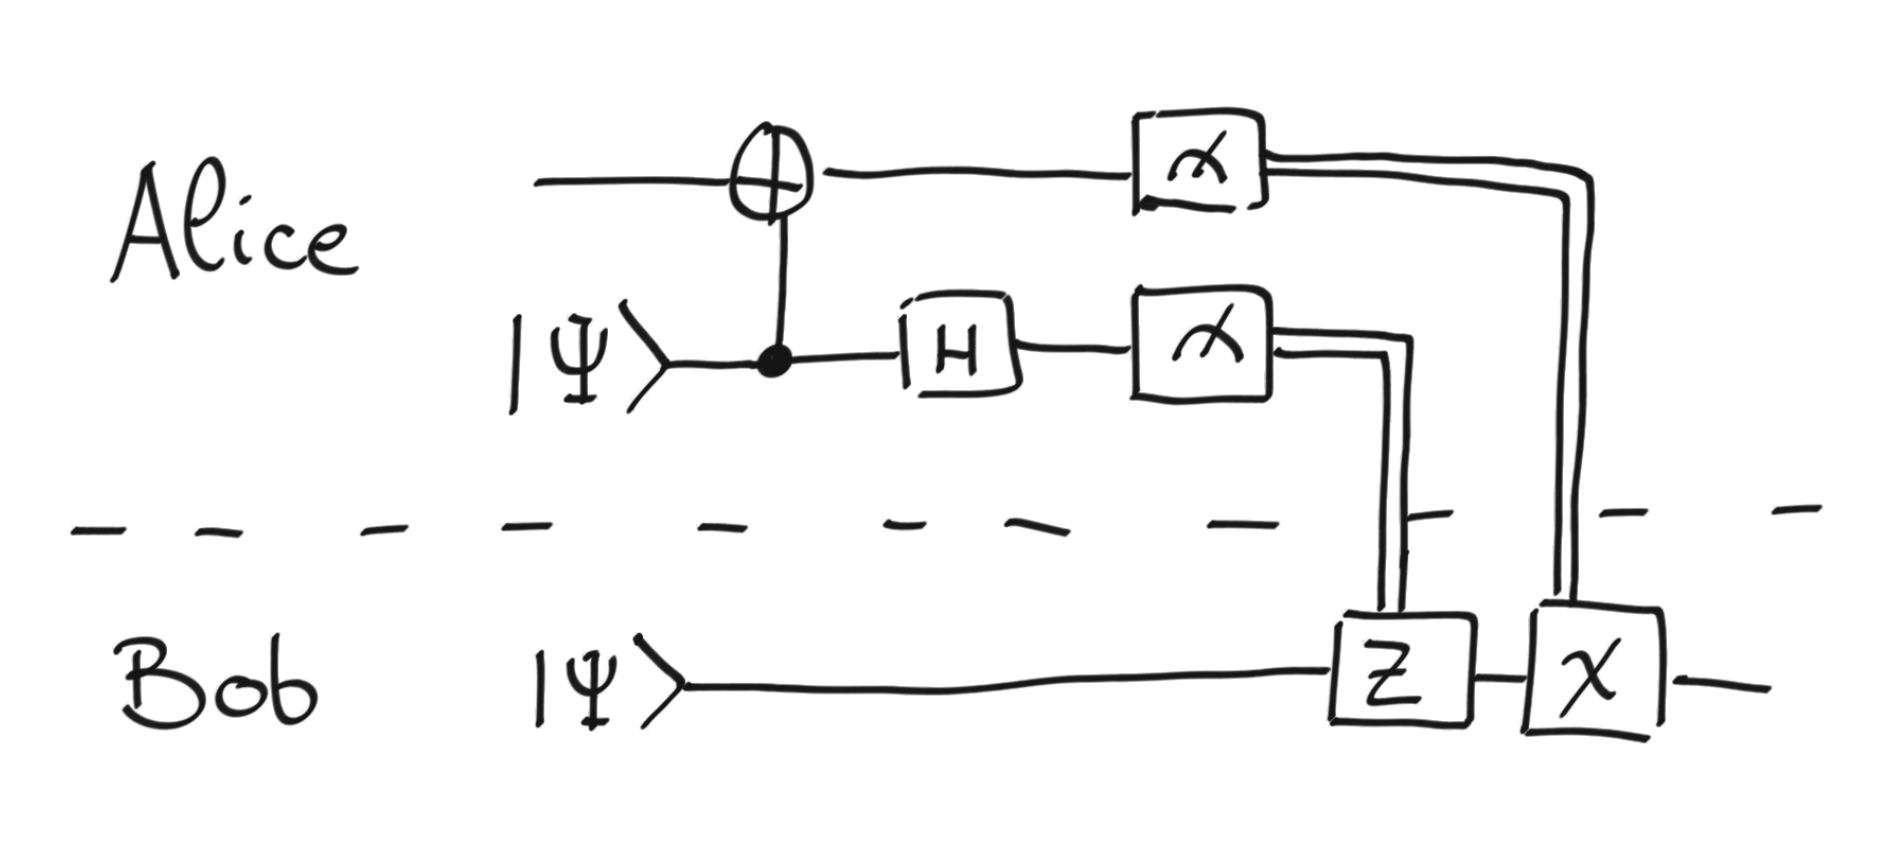 Alice
|Ψ⟩
H
Bob
|Ψ⟩
Z X